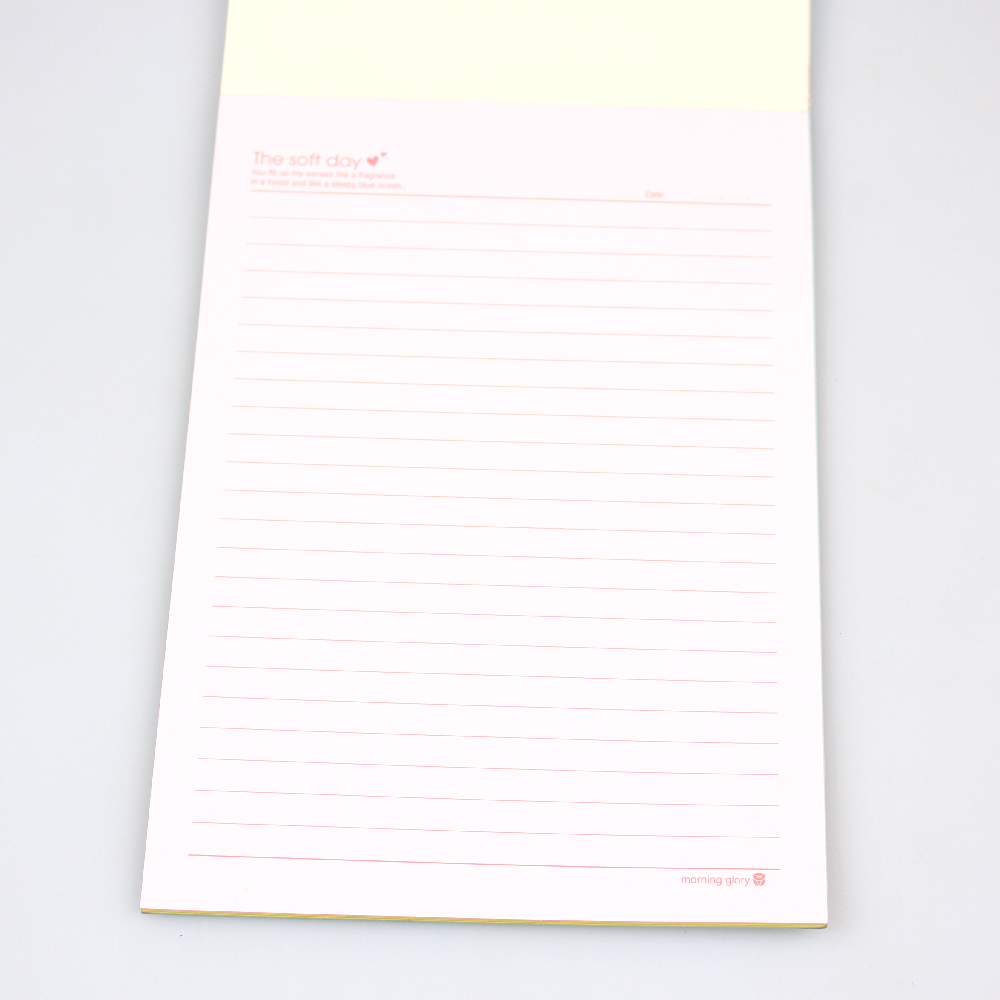 The soft day
You fill up my senses like a fragrance
in a forest and like a sleepy blue ocean...
Date:
morning glory